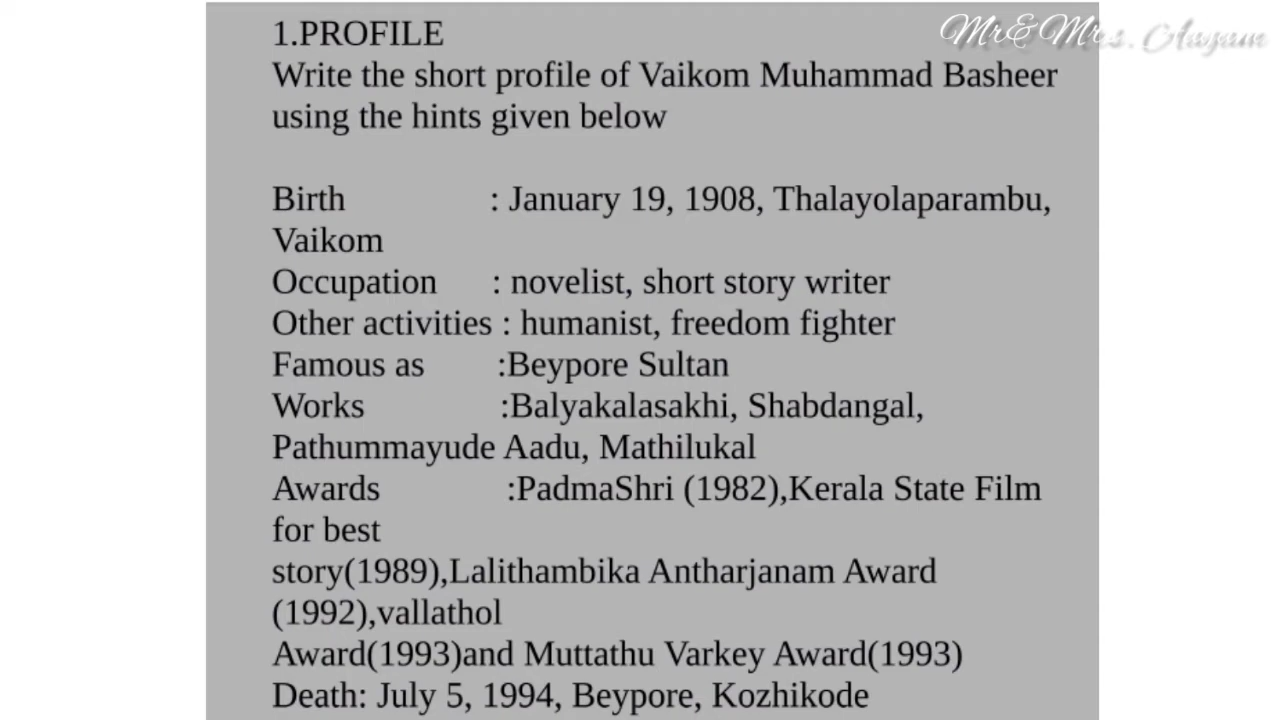 Mr&Mrs. Aayam
1.PROFILE
Write the short profile of Vaikom Muhammad Basheer
using the hints given below
Birth : January 19, 1908, Thalayolaparambu,
Vaikom
Occupation : novelist, short story writer
Other activities : humanist, freedom fighter
Famous as :Beypore Sultan
Works :Balyakalasakhi, Shabdangal,
Pathummayude Aadu, Mathilukal
Awards :PadmaShri (1982),Kerala State Film
for best
story(1989),Lalithambika Antharjanam Award
(1992),vallathol
Award(1993)and Muttathu Varkey Award(1993)
Death: July 5, 1994, Beypore, Kozhikode